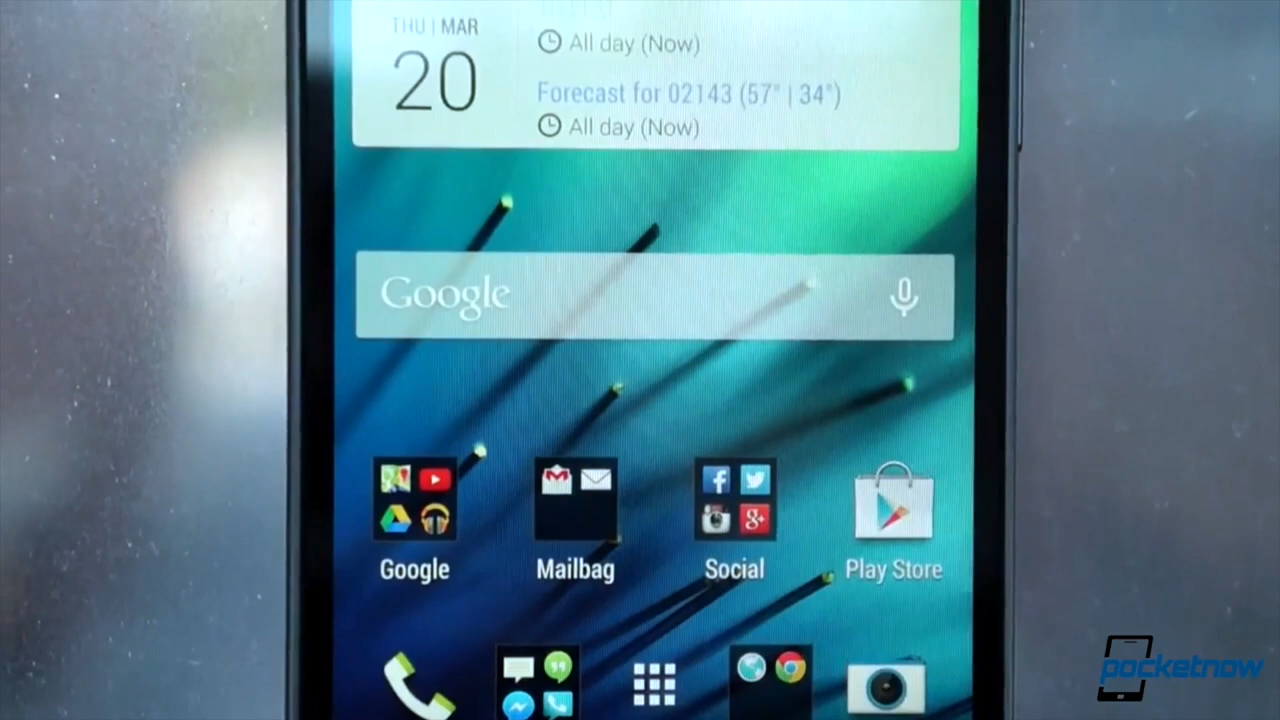 THU | MAR
20
All day (Now)
Forecast for 02143 (57° | 34°)
All day (Now)
Google
Google
Mailbag
Social
Play Store
pocketnow